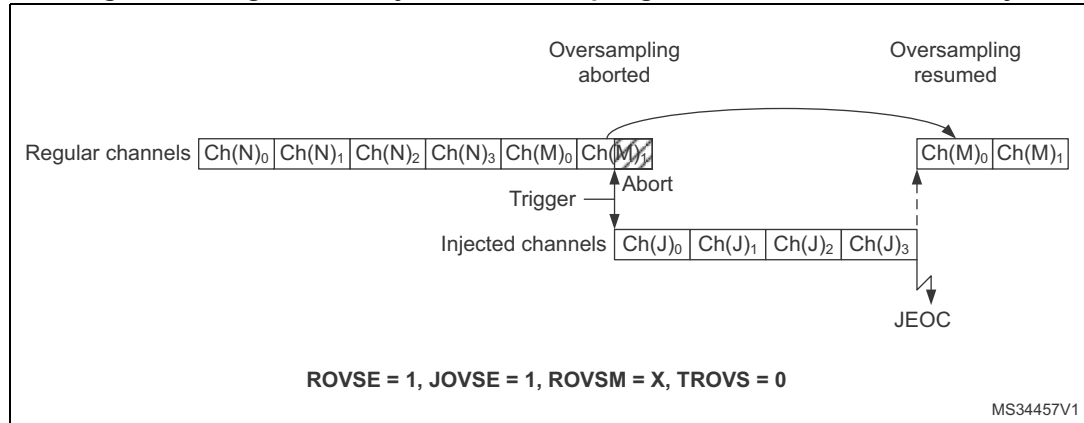 Oversampling
aborted
Oversampling
resumed
Regular channels Ch(N)₀ Ch(N)₁ Ch(N)₂ Ch(N)₃ Ch(M)₀ Ch(M)₁ Ch(M)₀ Ch(M)₁
Abort
Trigger
Injected channels Ch(J)₀ Ch(J)₁ Ch(J)₂ Ch(J)₃
JEOC
ROVSE = 1, JOVSE = 1, ROVSM = X, TROVS = 0
MS34457V1